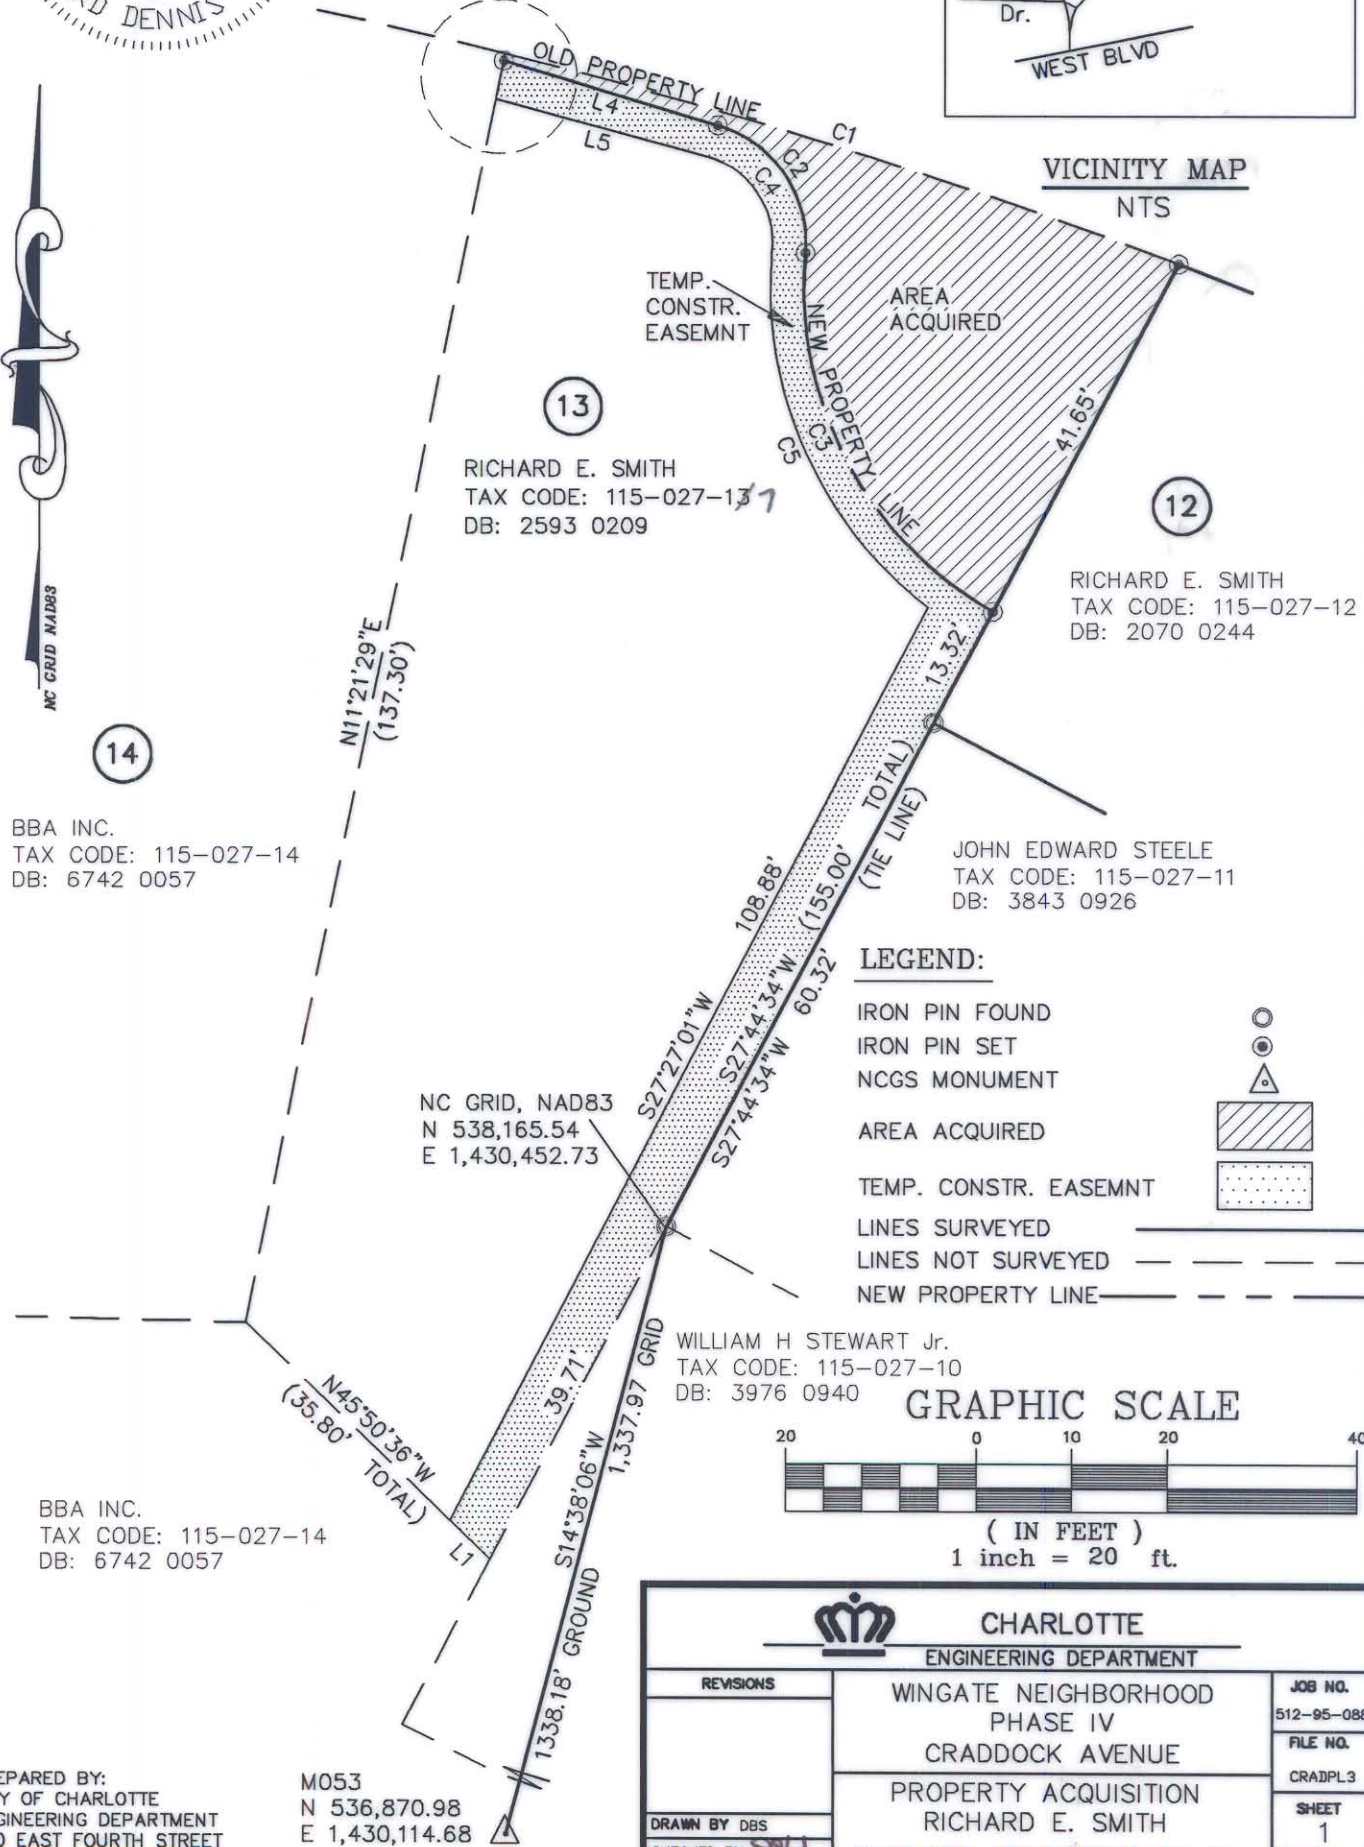 D DENNIS
Dr.
WEST BLVD
VICINITY MAP
NTS
OLD PROPERTY LINE
L4
L5
C1
C2
C4
TEMP.
CONSTR.
EASEMNT
AREA
ACQUIRED
NEW PROPERTY LINE
C3
C5
41.65'
13
RICHARD E. SMITH
TAX CODE: 115-027-13/7
DB: 2593 0209
12
RICHARD E. SMITH
TAX CODE: 115-027-12
DB: 2070 0244
NC GRID NAD83
N11°21'29"E
(137.30')
13.32'
14
BBA INC.
TAX CODE: 115-027-14
DB: 6742 0057
JOHN EDWARD STEELE
TAX CODE: 115-027-11
DB: 3843 0926
S27°27'01"W 108.88'
S27°44'34"W (155.00' TOTAL)
S27°44'34"W 60.32' (TIE LINE)
LEGEND:
IRON PIN FOUND
IRON PIN SET
NCGS MONUMENT
AREA ACQUIRED
TEMP. CONSTR. EASEMNT
LINES SURVEYED
LINES NOT SURVEYED
NEW PROPERTY LINE
NC GRID, NAD83
N 538,165.54
E 1,430,452.73
WILLIAM H STEWART Jr.
TAX CODE: 115-027-10
DB: 3976 0940
39.71'
N45°50'36"W
(35.80' TOTAL)
L1
S14°38'06"W
1,337.97 GRID
1338.18' GROUND
BBA INC.
TAX CODE: 115-027-14
DB: 6742 0057
GRAPHIC SCALE
20 0 10 20 40
( IN FEET )
1 inch = 20 ft.
CHARLOTTE
ENGINEERING DEPARTMENT
REVISIONS
WINGATE NEIGHBORHOOD
PHASE IV
CRADDOCK AVENUE
JOB NO.
512-95-088
FILE NO.
CRADPL3
PROPERTY ACQUISITION
RICHARD E. SMITH
SHEET
1
DRAWN BY DBS
EPARED BY:
Y OF CHARLOTTE
GINEERING DEPARTMENT
EAST FOURTH STREET
M053
N 536,870.98
E 1,430,114.68